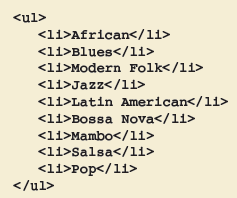 <ul>
<li>African</li>
<li>Blues</li>
<li>Modern Folk</li>
<li>Jazz</li>
<li>Latin American</li>
<li>Bossa Nova</li>
<li>Mambo</li>
<li>Salsa</li>
<li>Pop</li>
</ul>